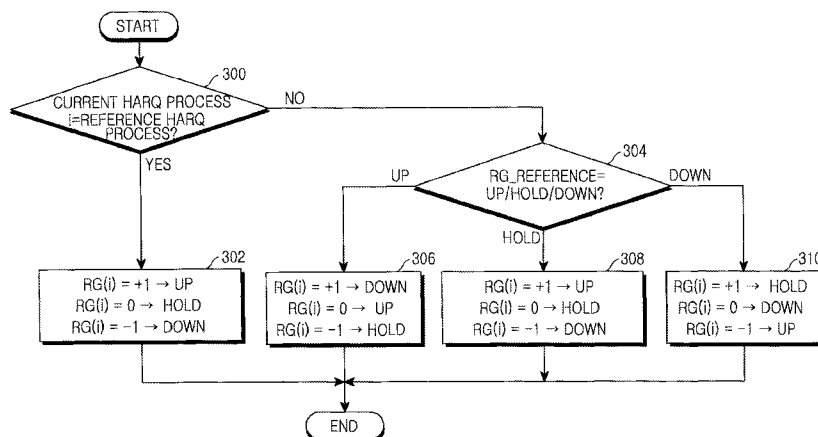 START
300
CURRENT HARQ PROCESS
i=REFERENCE HARQ
PROCESS?
NO
YES
304
RG_REFERENCE=
UP/HOLD/DOWN?
UP
DOWN
HOLD
302
RG(i) = +1 → UP
RG(i) = 0 → HOLD
RG(i) = −1 → DOWN
306
RG(i) = +1 → DOWN
RG(i) = 0 → UP
RG(i) = −1 → HOLD
308
RG(i) = +1 → UP
RG(i) = 0 → HOLD
RG(i) = −1 → DOWN
310
RG(i) = +1 → HOLD
RG(i) = 0 → DOWN
RG(i) = −1 → UP
END